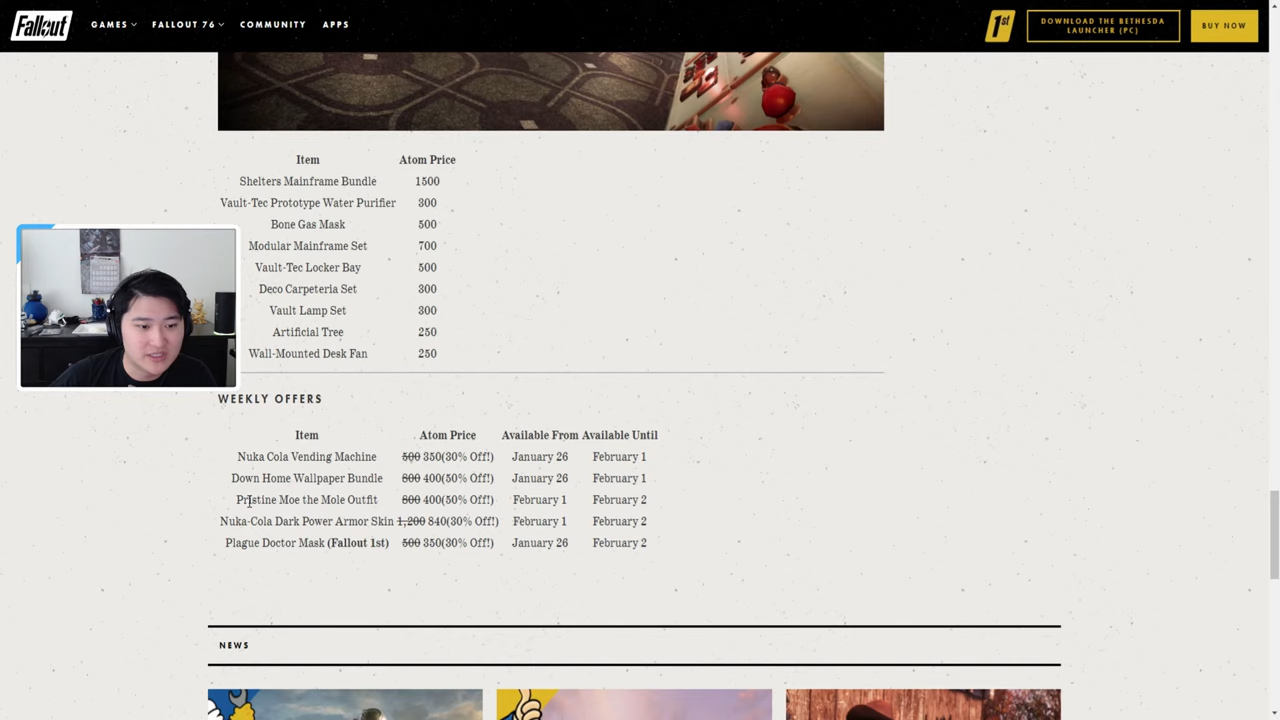 Fallout GAMES FALLOUT 76 COMMUNITY APPS 1st DOWNLOAD THE BETHESDA LAUNCHER (PC) BUY NOW
Item Atom Price
Shelters Mainframe Bundle 1500
Vault-Tec Prototype Water Purifier 300
Bone Gas Mask 500
Modular Mainframe Set 700
Vault-Tec Locker Bay 500
Deco Carpeteria Set 300
Vault Lamp Set 300
Artificial Tree 250
Wall-Mounted Desk Fan 250
WEEKLY OFFERS
Item Atom Price Available From Available Until
Nuka Cola Vending Machine 500 350(30% Off!) January 26 February 1
Down Home Wallpaper Bundle 800 400(50% Off!) January 26 February 1
Pristine Moe the Mole Outfit 800 400(50% Off!) February 1 February 2
Nuka-Cola Dark Power Armor Skin 1,200 840(30% Off!) February 1 February 2
Plague Doctor Mask (Fallout 1st) 500 350(30% Off!) January 26 February 2
NEWS